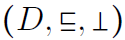 (D, ⊑, ⊥)